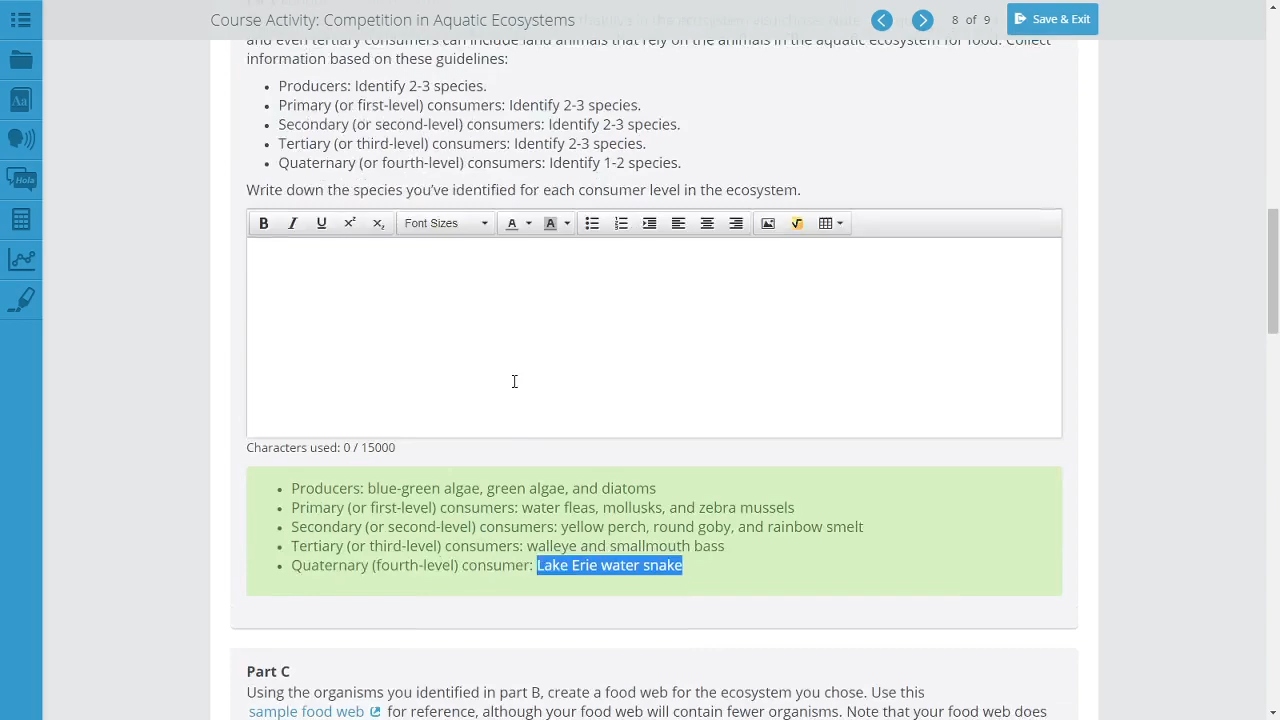 Course Activity: Competition in Aquatic Ecosystems
8 of 9
Save & Exit
and even tertiary consumers can include land animals that rely on the animals in the aquatic ecosystem for food. Collect
information based on these guidelines:
Producers: Identify 2-3 species.
Primary (or first-level) consumers: Identify 2-3 species.
Secondary (or second-level) consumers: Identify 2-3 species.
Tertiary (or third-level) consumers: Identify 2-3 species.
Quaternary (or fourth-level) consumers: Identify 1-2 species.
Write down the species you’ve identified for each consumer level in the ecosystem.
B I U x² x₂ Font Sizes A A
Characters used: 0 / 15000
Producers: blue-green algae, green algae, and diatoms
Primary (or first-level) consumers: water fleas, mollusks, and zebra mussels
Secondary (or second-level) consumers: yellow perch, round goby, and rainbow smelt
Tertiary (or third-level) consumers: walleye and smallmouth bass
Quaternary (fourth-level) consumer: Lake Erie water snake
Part C
Using the organisms you identified in part B, create a food web for the ecosystem you chose. Use this
sample food web for reference, although your food web will contain fewer organisms. Note that your food web does
Aa
Hola